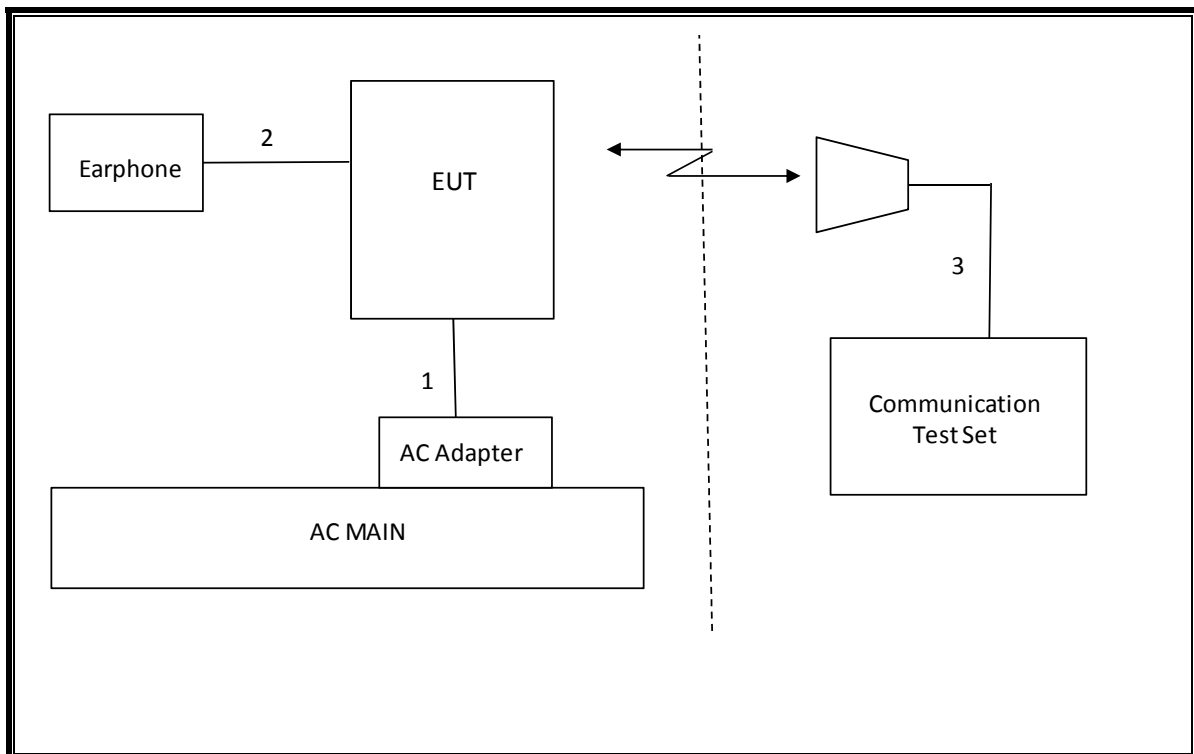 2
Earphone
EUT
3
1
Communication
Test Set
AC Adapter
AC MAIN